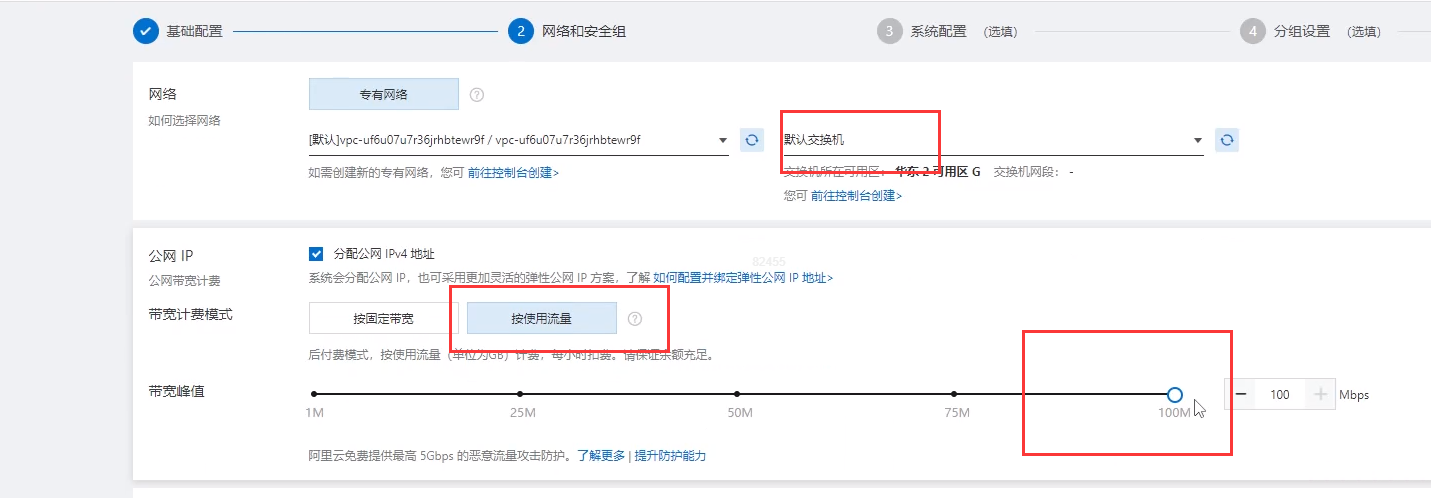 基础配置 2 网络和安全组 3 系统配置 (选填) 4 分组设置 (选填)
网络 专有网络 ?
如何选择网络
[默认]vpc-uf6u07u7r36jrhbtewr9f / vpc-uf6u07u7r36jrhbtewr9f 默认交换机
如需创建新的专有网络，您可 前往控制台创建> 交换机所在可用区： 华东 2 可用区 G 交换机网段： -
您可 前往控制台创建>
公网 IP 分配公网 IPv4 地址
82455
公网带宽计费 系统会分配公网 IP，也可采用更加灵活的弹性公网 IP 方案，了解 如何配置并绑定弹性公网 IP 地址>
带宽计费模式 按固定带宽 按使用流量 ?
后付费模式，按使用流量（单位为GB）计费，每小时扣费。请保证余额充足。
带宽峰值 − 100 + Mbps
1M 25M 50M 75M 100M
阿里云免费提供最高 5Gbps 的恶意流量攻击防护。了解更多 | 提升防护能力